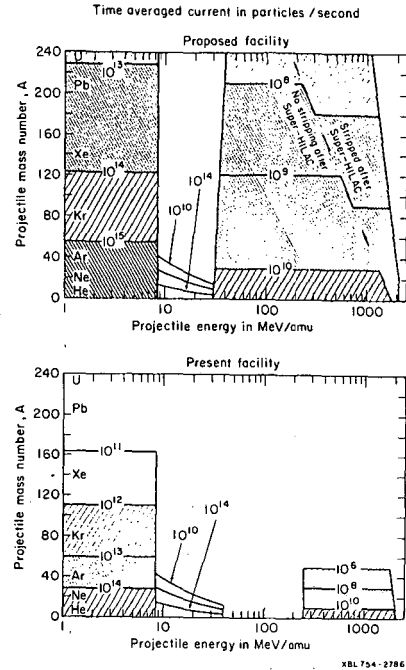 Time averaged current in particles/second
Proposed facility
Projectile mass number, A
240
200
160
120
80
40
0
U
Pb
Xe
Kr
Ar
Ne
He
10^13
10^14
10^15
10^14
10^10
10^8
10^9
10^10
No stripping after
Super-HILAC
Stripped after
Super-HILAC
1
10
100
1000
Projectile energy in MeV/amu
Present facility
Projectile mass number, A
240
200
160
120
80
40
0
U
Pb
Xe
Kr
Ar
Ne
He
10^11
10^12
10^13
10^14
10^14
10^10
10^6
10^8
10^10
1
10
100
1000
Projectile energy in MeV/amu
XBL 754-2786